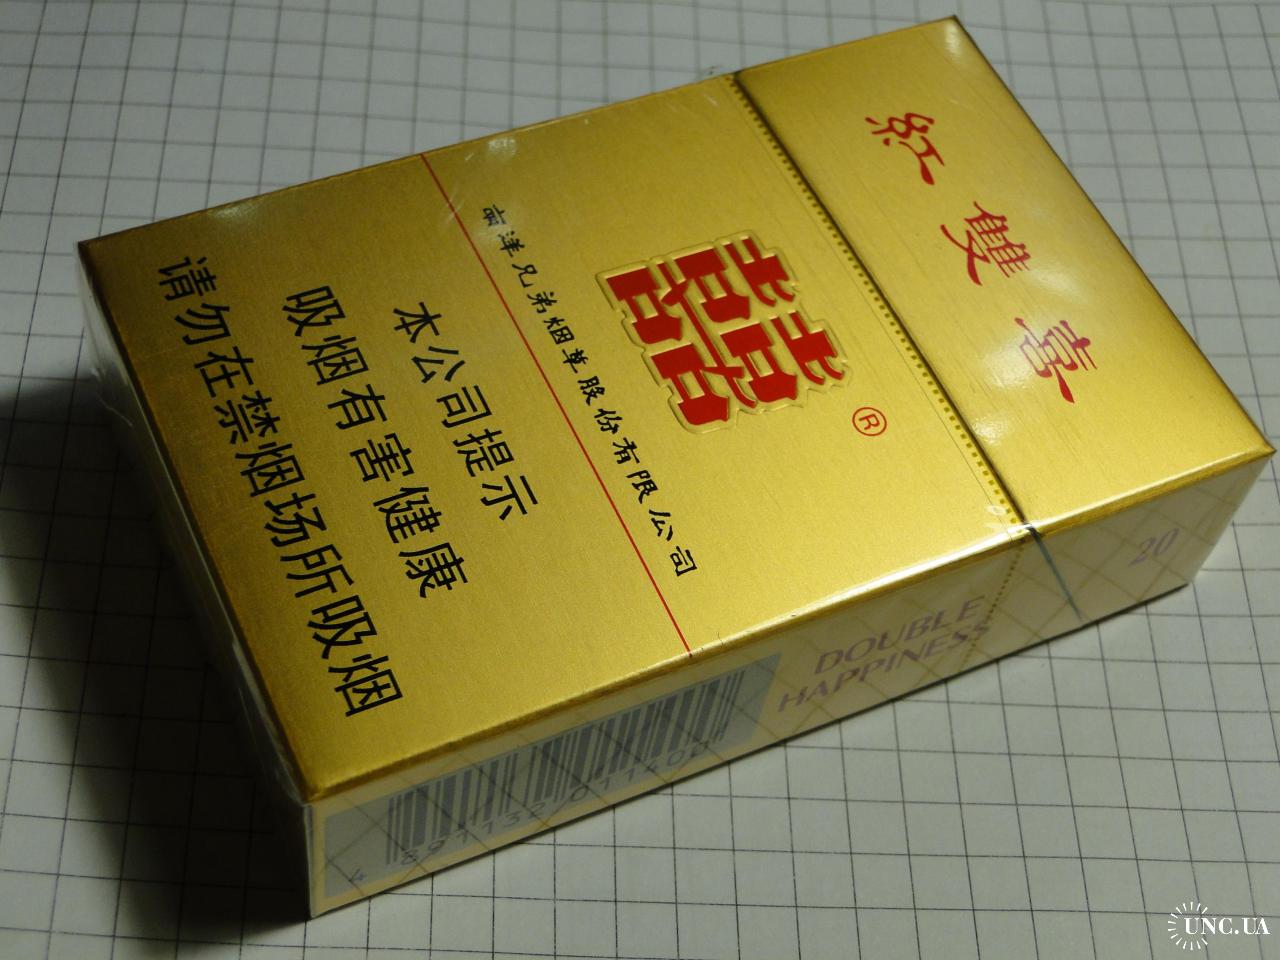 紅雙喜
囍
®
南洋兄弟烟草股份有限公司
本公司提示
吸烟有害健康
请勿在禁烟场所吸烟
20
DOUBLE
HAPPINESS
UNC.UA